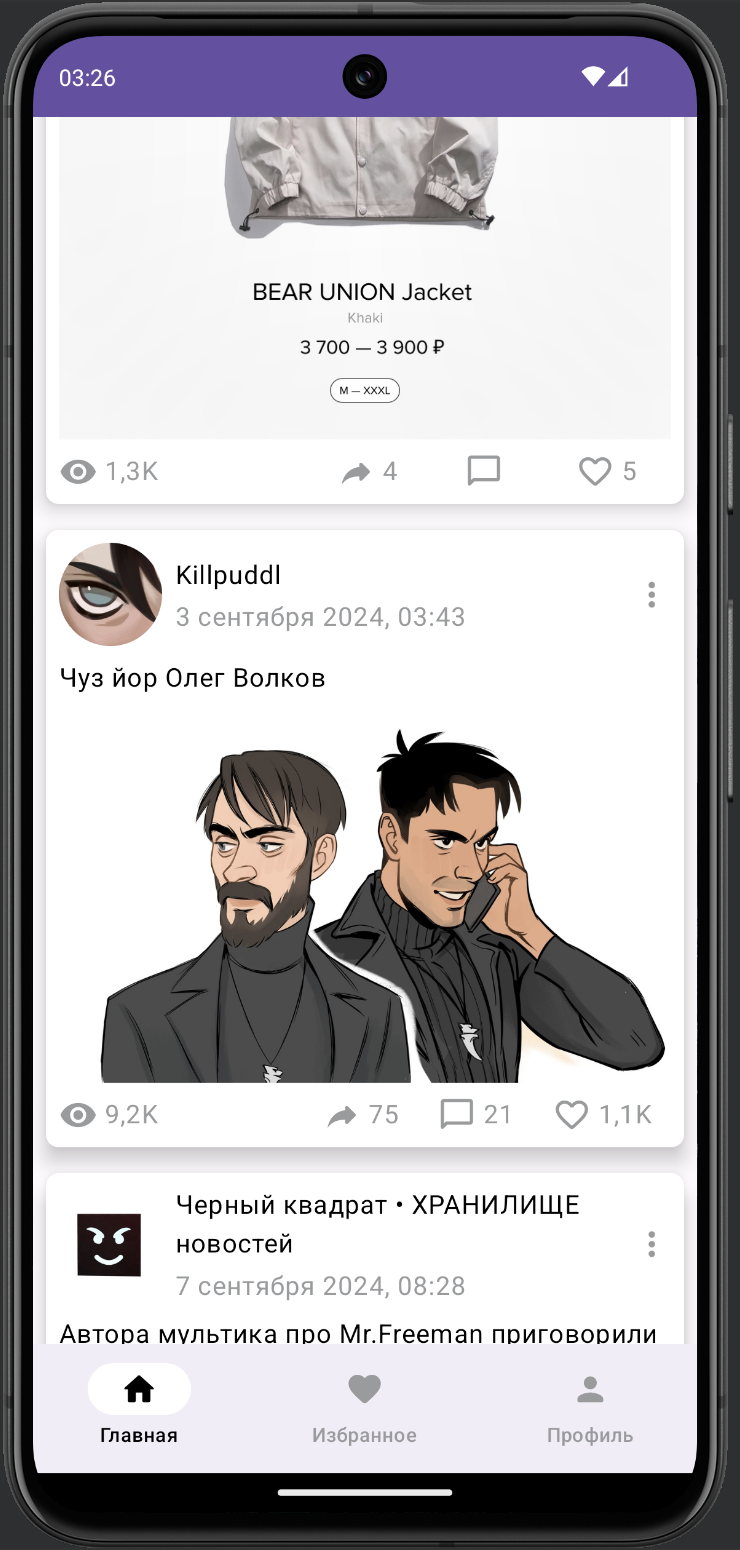 03:26
BEAR UNION Jacket
Khaki
3 700 — 3 900 ₽
M — XXXL
1,3K 4 5
Killpuddl
3 сентября 2024, 03:43
Чуз йор Олег Волков
9,2K 75 21 1,1K
Черный квадрат • ХРАНИЛИЩЕ
новостей
7 сентября 2024, 08:28
Автора мультика про Mr.Freeman приговорили
Главная Избранное Профиль